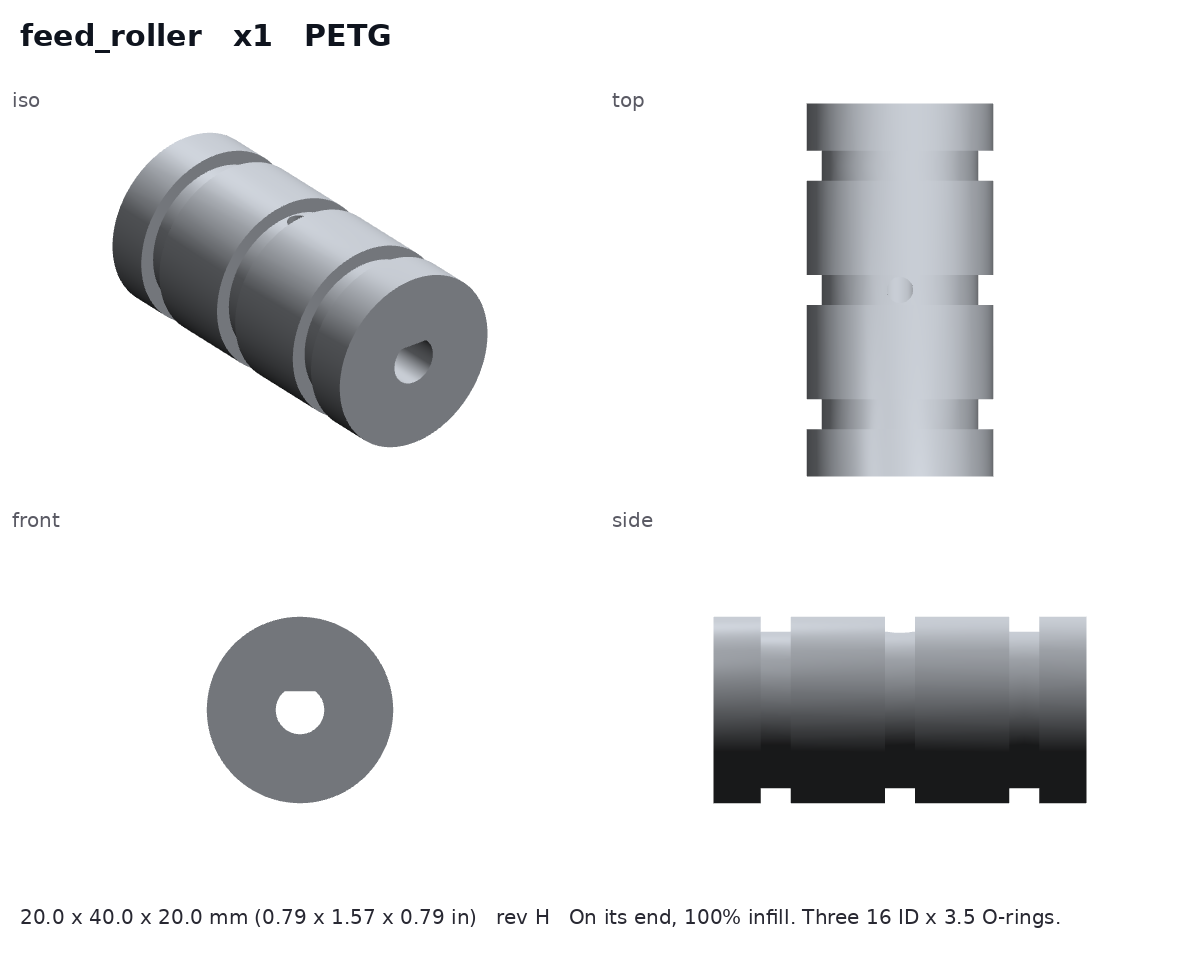 feed_roller x1 PETG
iso
top
front
side
20.0 x 40.0 x 20.0 mm (0.79 x 1.57 x 0.79 in) rev H On its end, 100% infill. Three 16 ID x 3.5 O-rings.